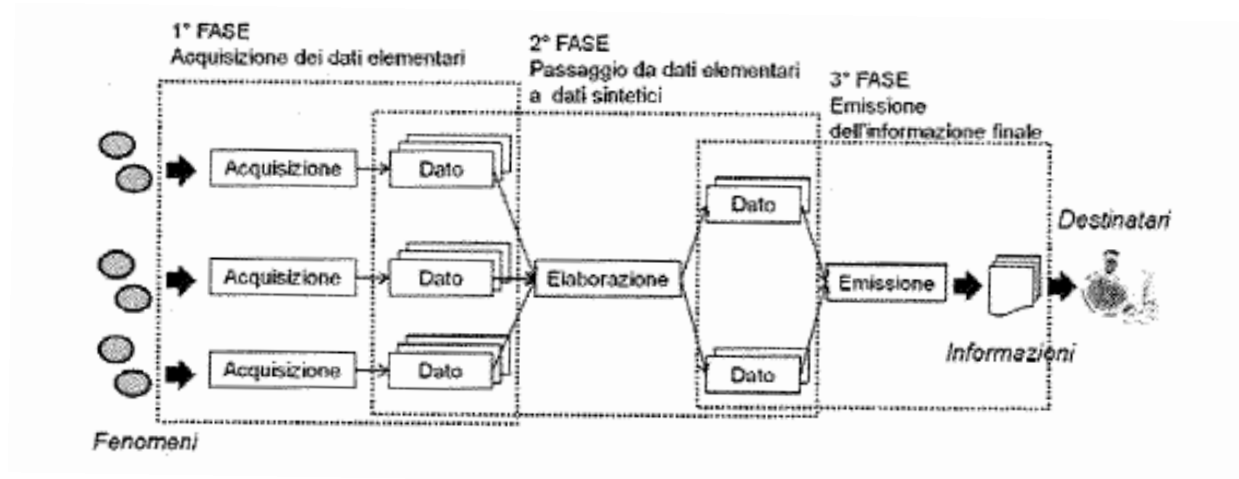 1° FASE
Acquisizione dei dati elementari
2° FASE
Passaggio da dati elementari
a dati sintetici
3° FASE
Emissione
dell'informazione finale
Acquisizione
Dato
Acquisizione
Dato
Acquisizione
Dato
Elaborazione
Dato
Dato
Emissione
Destinatari
Informazioni
Fenomeni